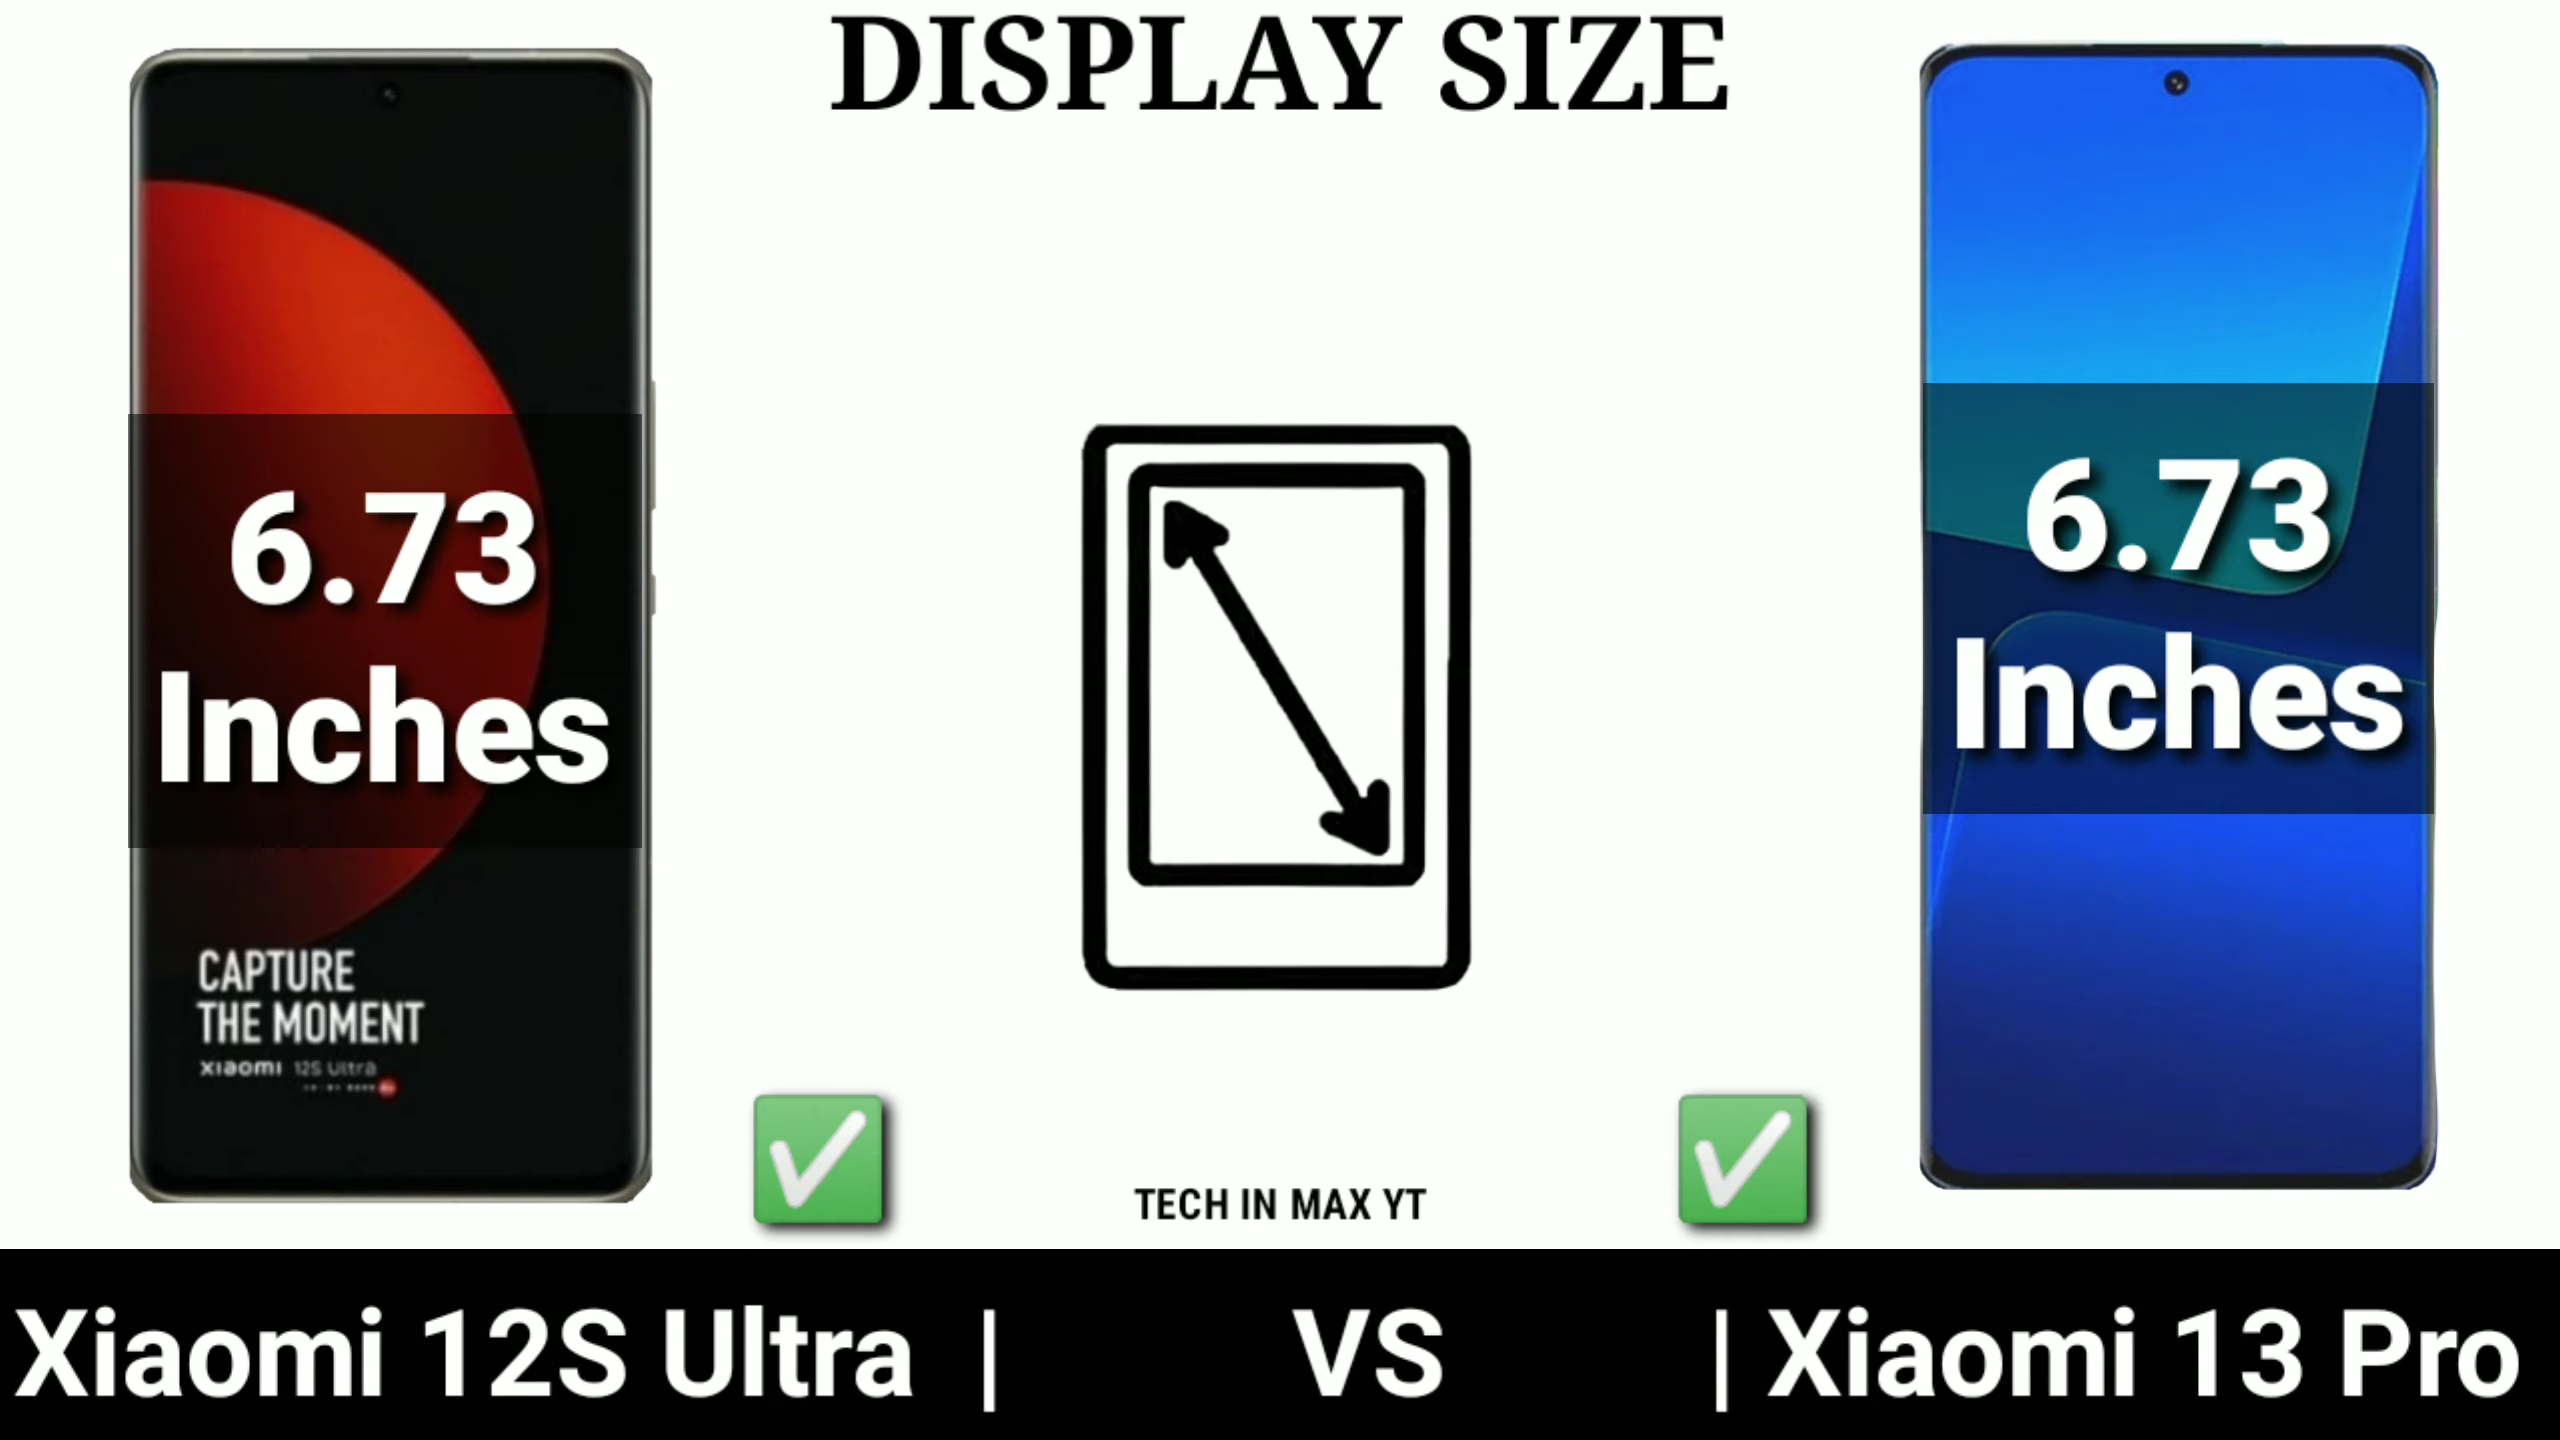 DISPLAY SIZE
6.73
Inches
CAPTURE
THE MOMENT
xiaomi 12S Ultra
6.73
Inches
TECH IN MAX YT
Xiaomi 12S Ultra | VS | Xiaomi 13 Pro